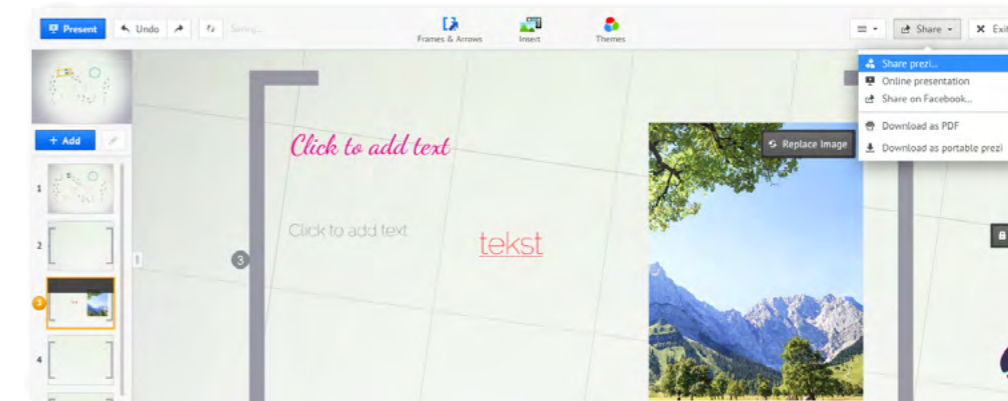 Present
Undo
Saving...
Frames & Arrows
Insert
Themes
Share
Exit
Share prezi...
Online presentation
Share on Facebook...
Download as PDF
Download as portable prezi
+ Add
1
2
3
4
3
Click to add text
Click to add text
tekst
Replace Image